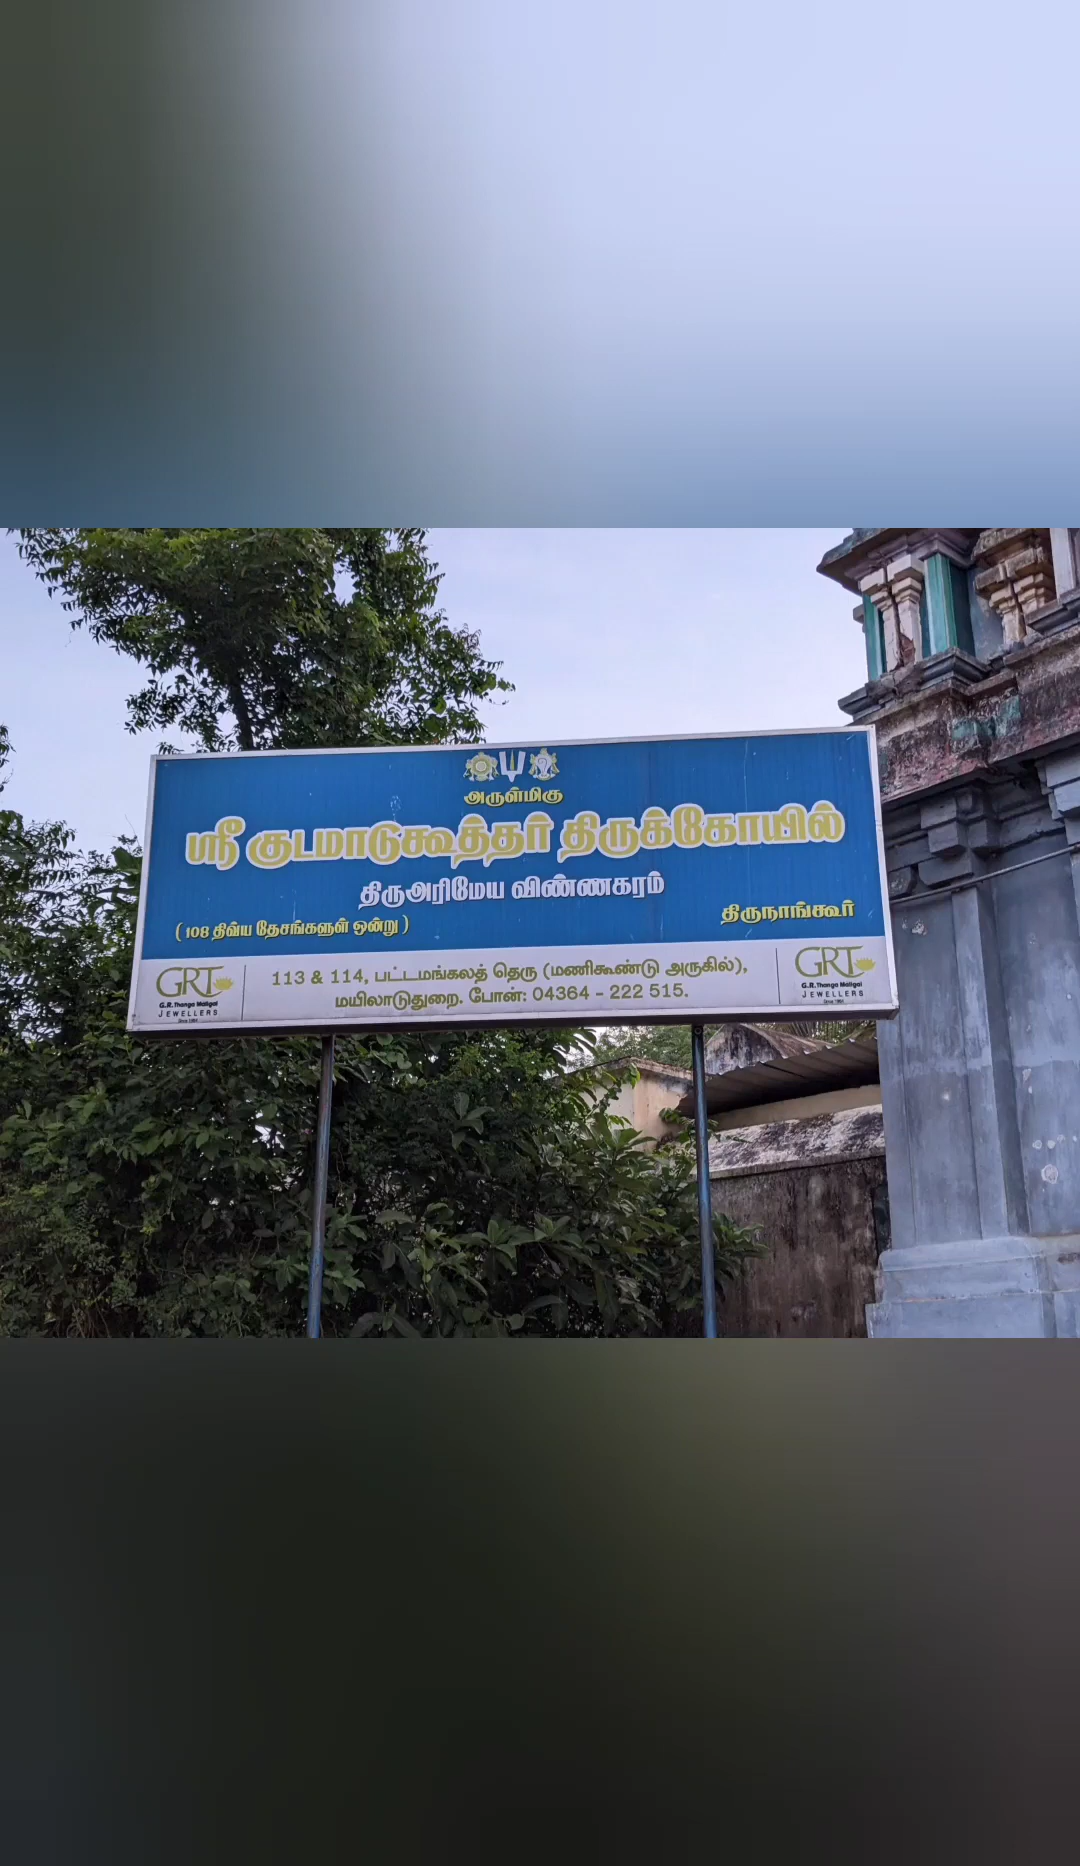 அருள்மிகு
ஸ்ரீ குடமாடுகூத்தர் திருக்கோயில்
திருஅரிமேய விண்ணகரம்
(108 திவ்ய தேசங்களுள் ஒன்று)
திருநாங்கூர்
GRT
G.R. Thanga Maligai
JEWELLERS
113 & 114, பட்டமங்கலத் தெரு (மணிகூண்டு அருகில்),
மயிலாடுதுறை. போன்: 04364 - 222 515.
GRT
G.R. Thanga Maligai
JEWELLERS